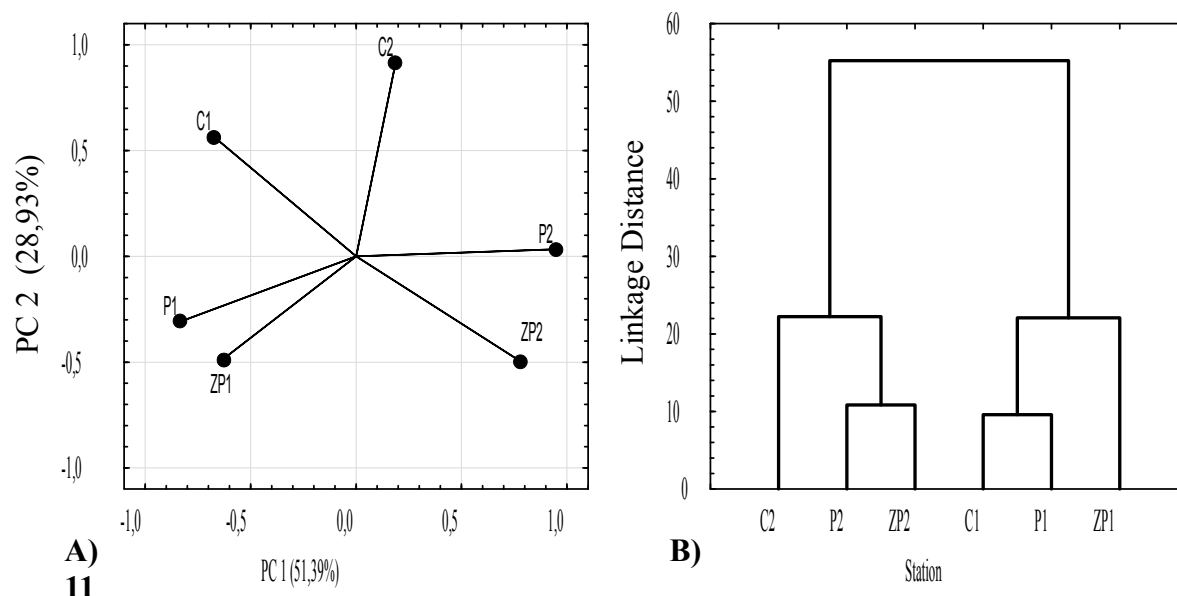 1,0
0,5
0,0
-0,5
-1,0
PC 2 (28,93%)
C2
C1
P2
P1
ZP1
ZP2
-1,0 -0,5 0,0 0,5 1,0
PC 1 (51,39%)
A)
11
60
50
40
30
20
10
0
Linkage Distance
C2 P2 ZP2 C1 P1 ZP1
Station
B)